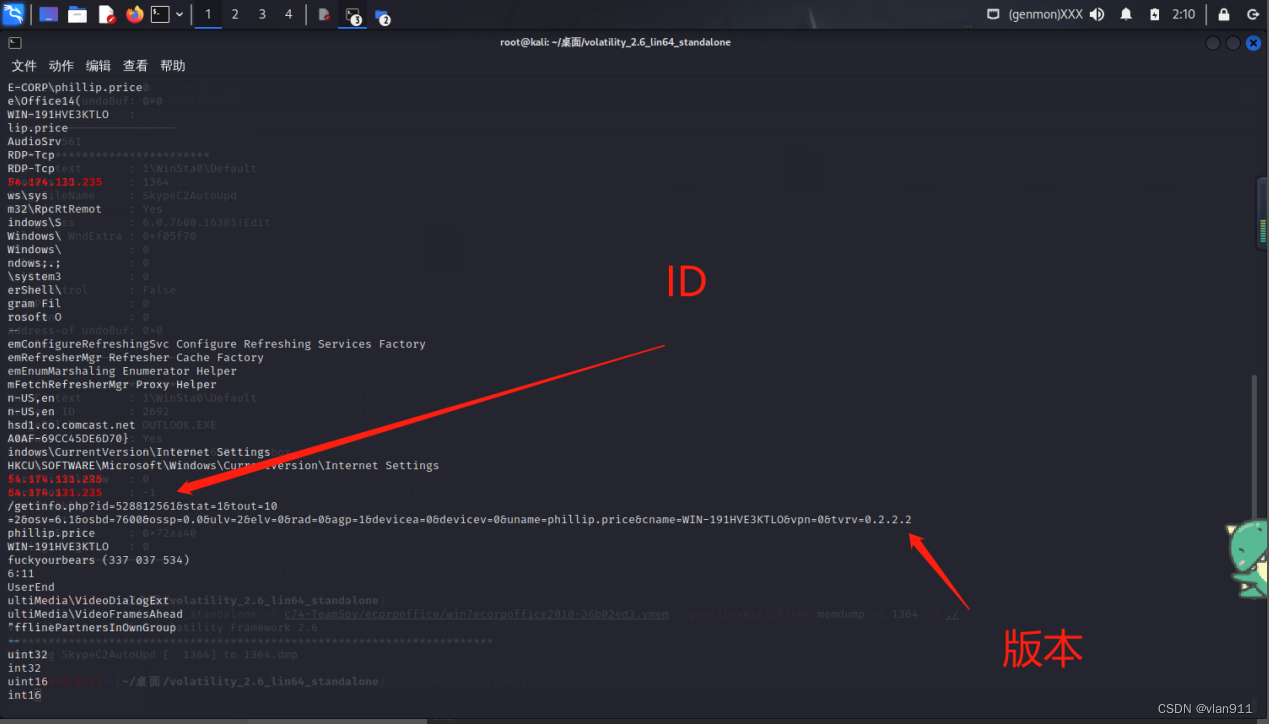 1 2 3 4 3 2 (genmon)XXX 2:10
root@kali: ~/桌面/volatility_2.6_lin64_standalone
文件 动作 编辑 查看 帮助
E-CORP\phillip.price
e\Office14(
WIN-191HVE3KTLO
lip.price
AudioSrv
RDP-Tcp
RDP-Tcp
54.174.131.235
ws\sys
m32\RpcRtRemot
indows\S
Windows\
Windows\
ndows;.;
\system3
erShell\
gram Fil
rosoft O
--
emConfigureRefreshingSvc Configure Refreshing Services Factory
emRefresherMgr Refresher Cache Factory
emEnumMarshaling Enumerator Helper
mFetchRefresherMgr Proxy Helper
n-US,en
n-US,en
hsd1.co.comcast.net
A0AF-69CC45DE6D70}
indows\CurrentVersion\Internet Settings
HKCU\SOFTWARE\Microsoft\Windows\CurrentVersion\Internet Settings
54.174.131.235
54.174.131.235
/getinfo.php?id=528812561&stat=1&tout=10
=2&osv=6.1&osbd=7600&ossp=0.0&ulv=2&elv=0&rad=0&agp=1&devicea=0&devicev=0&uname=phillip.price&cname=WIN-191HVE3KTLO&vpn=0&tvrv=0.2.2.2
phillip.price
WIN-191HVE3KTLO
fuckyourbears (337 037 534)
6:11
UserEnd
ultiMedia\VideoDialogExt
ultiMedia\VideoFramesAhead
"fflinePartnersInOwnGroup
--
uint32
int32
uint16
int16
ID
版本
CSDN @vlan911